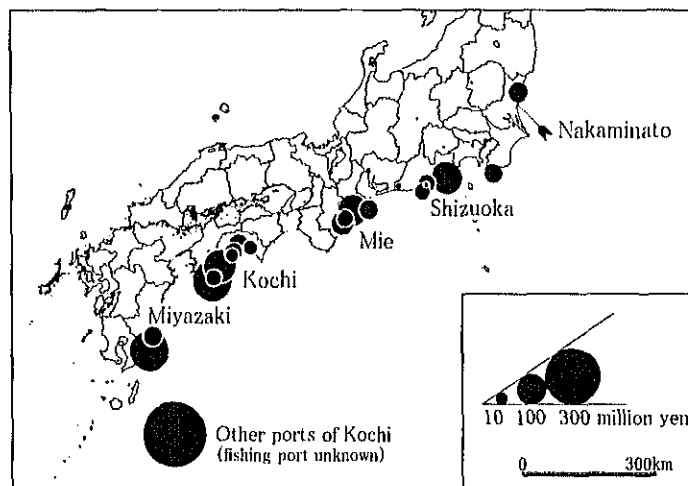 Nakaminato
Shizuoka
Mie
Kochi
Miyazaki
Other ports of Kochi
(fishing port unknown)
10 100 300 million yen
0 300km